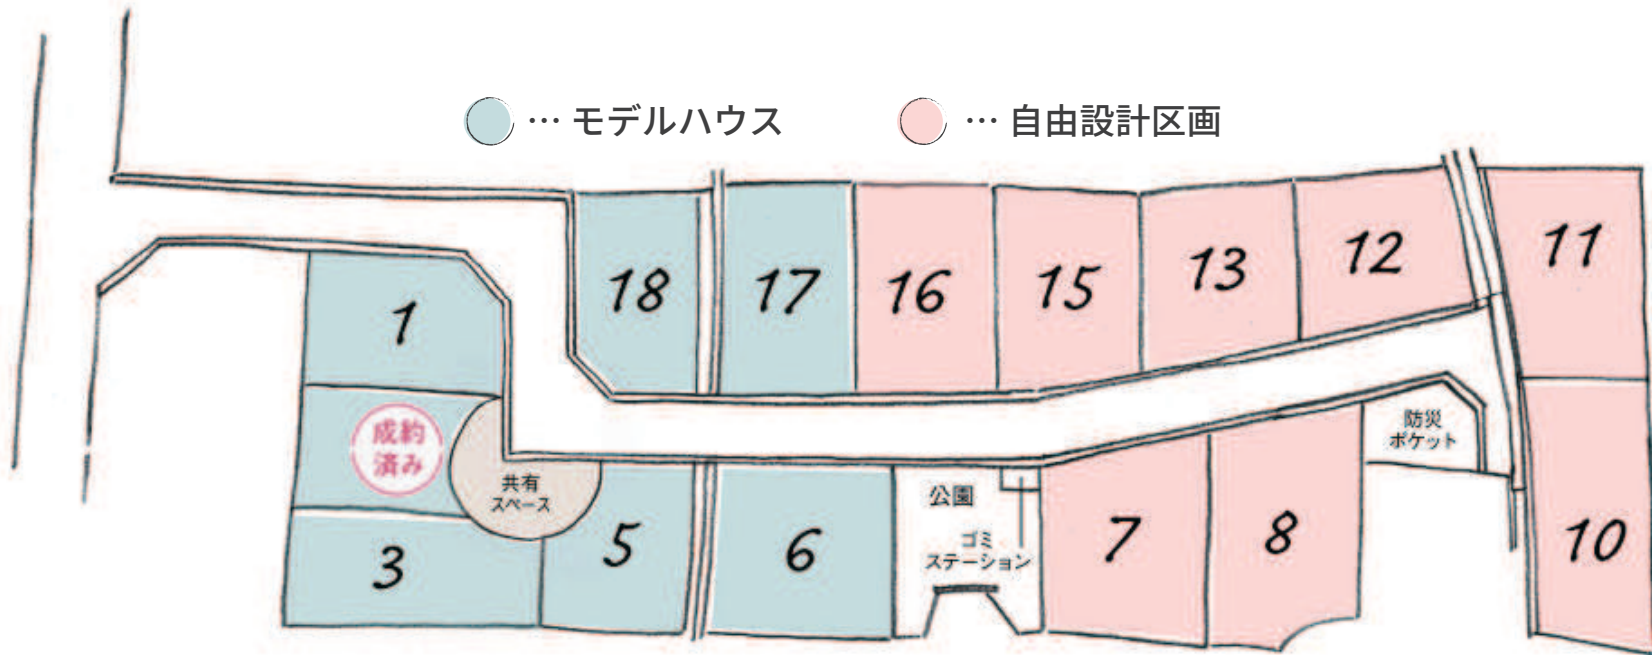 … モデルハウス
… 自由設計区画
18
17
16
15
13
12
11
1
成約
済み
共有
スペース
3
5
6
公園
ゴミ
ステーション
7
8
防災
ポケット
10